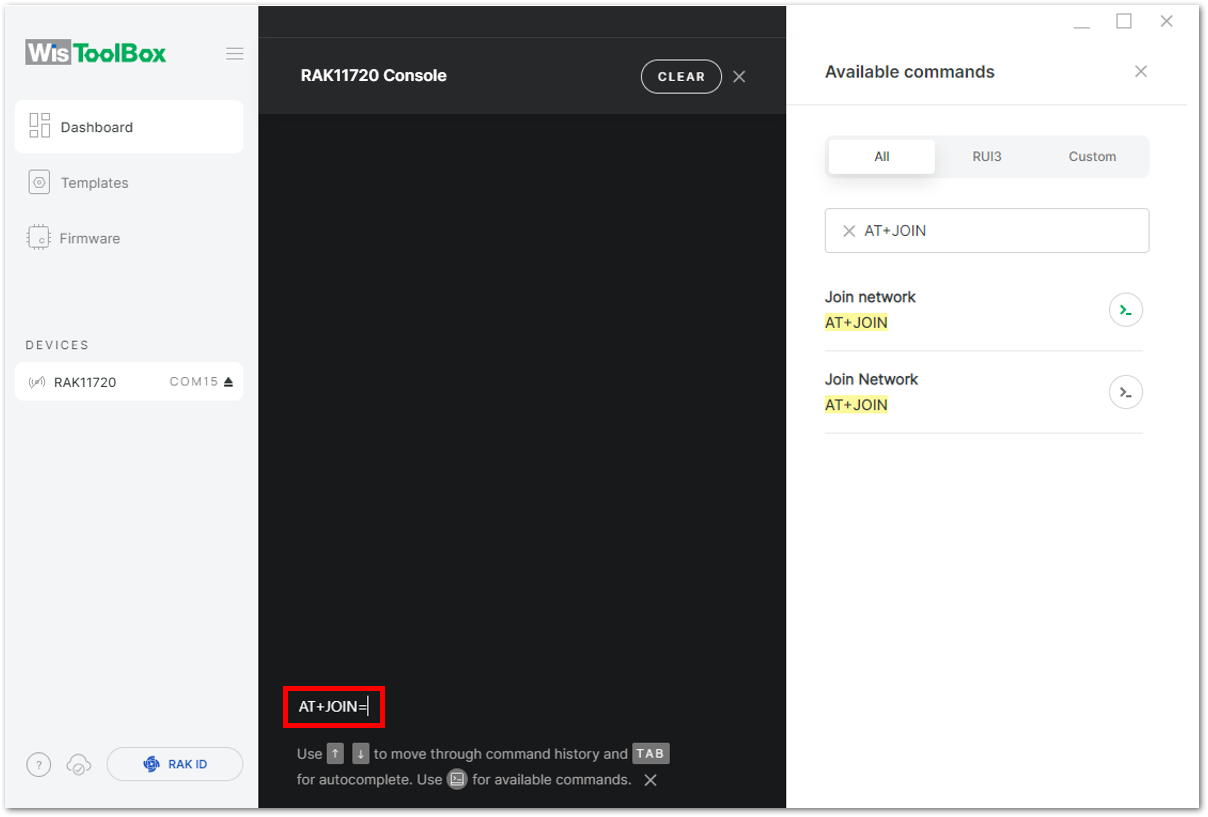 WisToolBox
Dashboard
Templates
Firmware
DEVICES
RAK11720 COM15
? RAK ID
RAK11720 Console
CLEAR
AT+JOIN=
Use ↑ ↓ to move through command history and TAB
for autocomplete. Use for available commands.
Available commands
All RUI3 Custom
AT+JOIN
Join network
AT+JOIN
Join Network
AT+JOIN